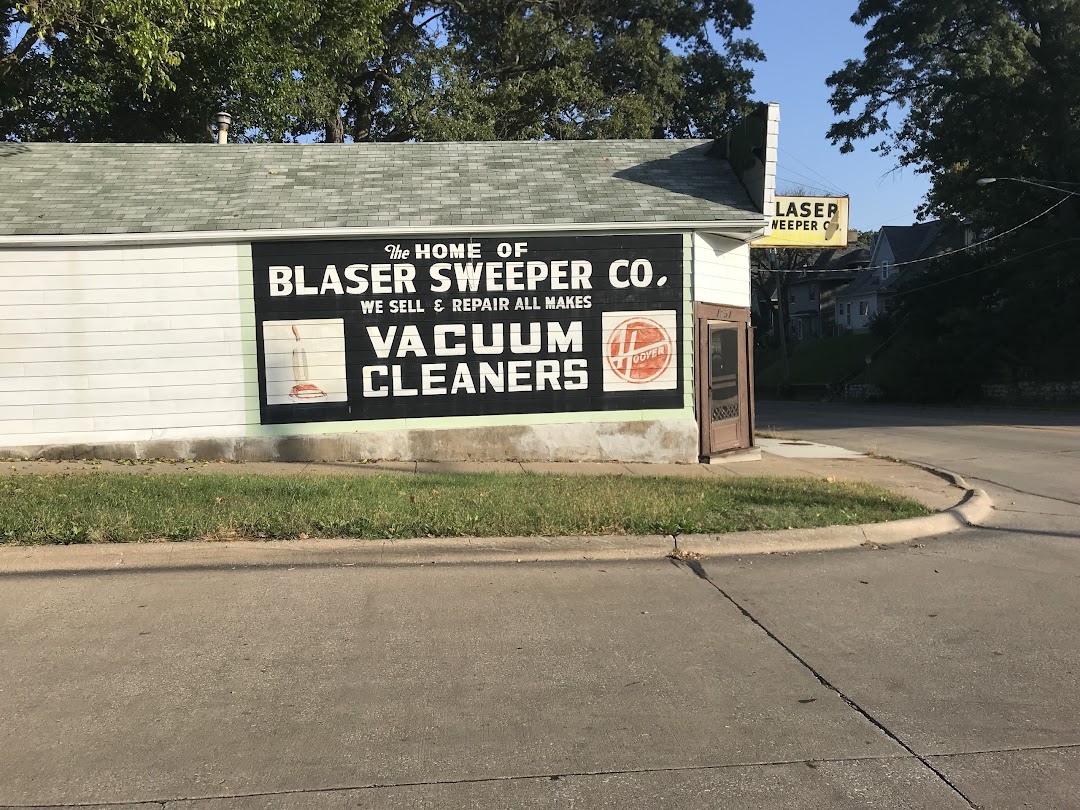 The HOME OF
BLASER SWEEPER CO.
WE SELL & REPAIR ALL MAKES
VACUUM
CLEANERS
HOOVER
LASER
WEEPER CO.